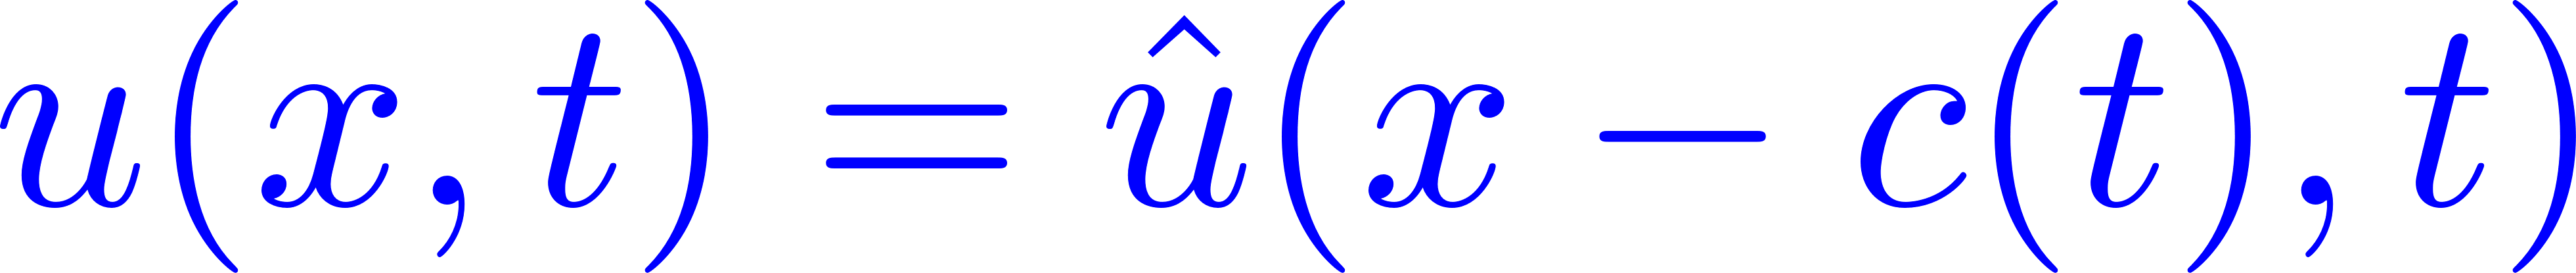 u(x, t) = û(x − c(t), t)